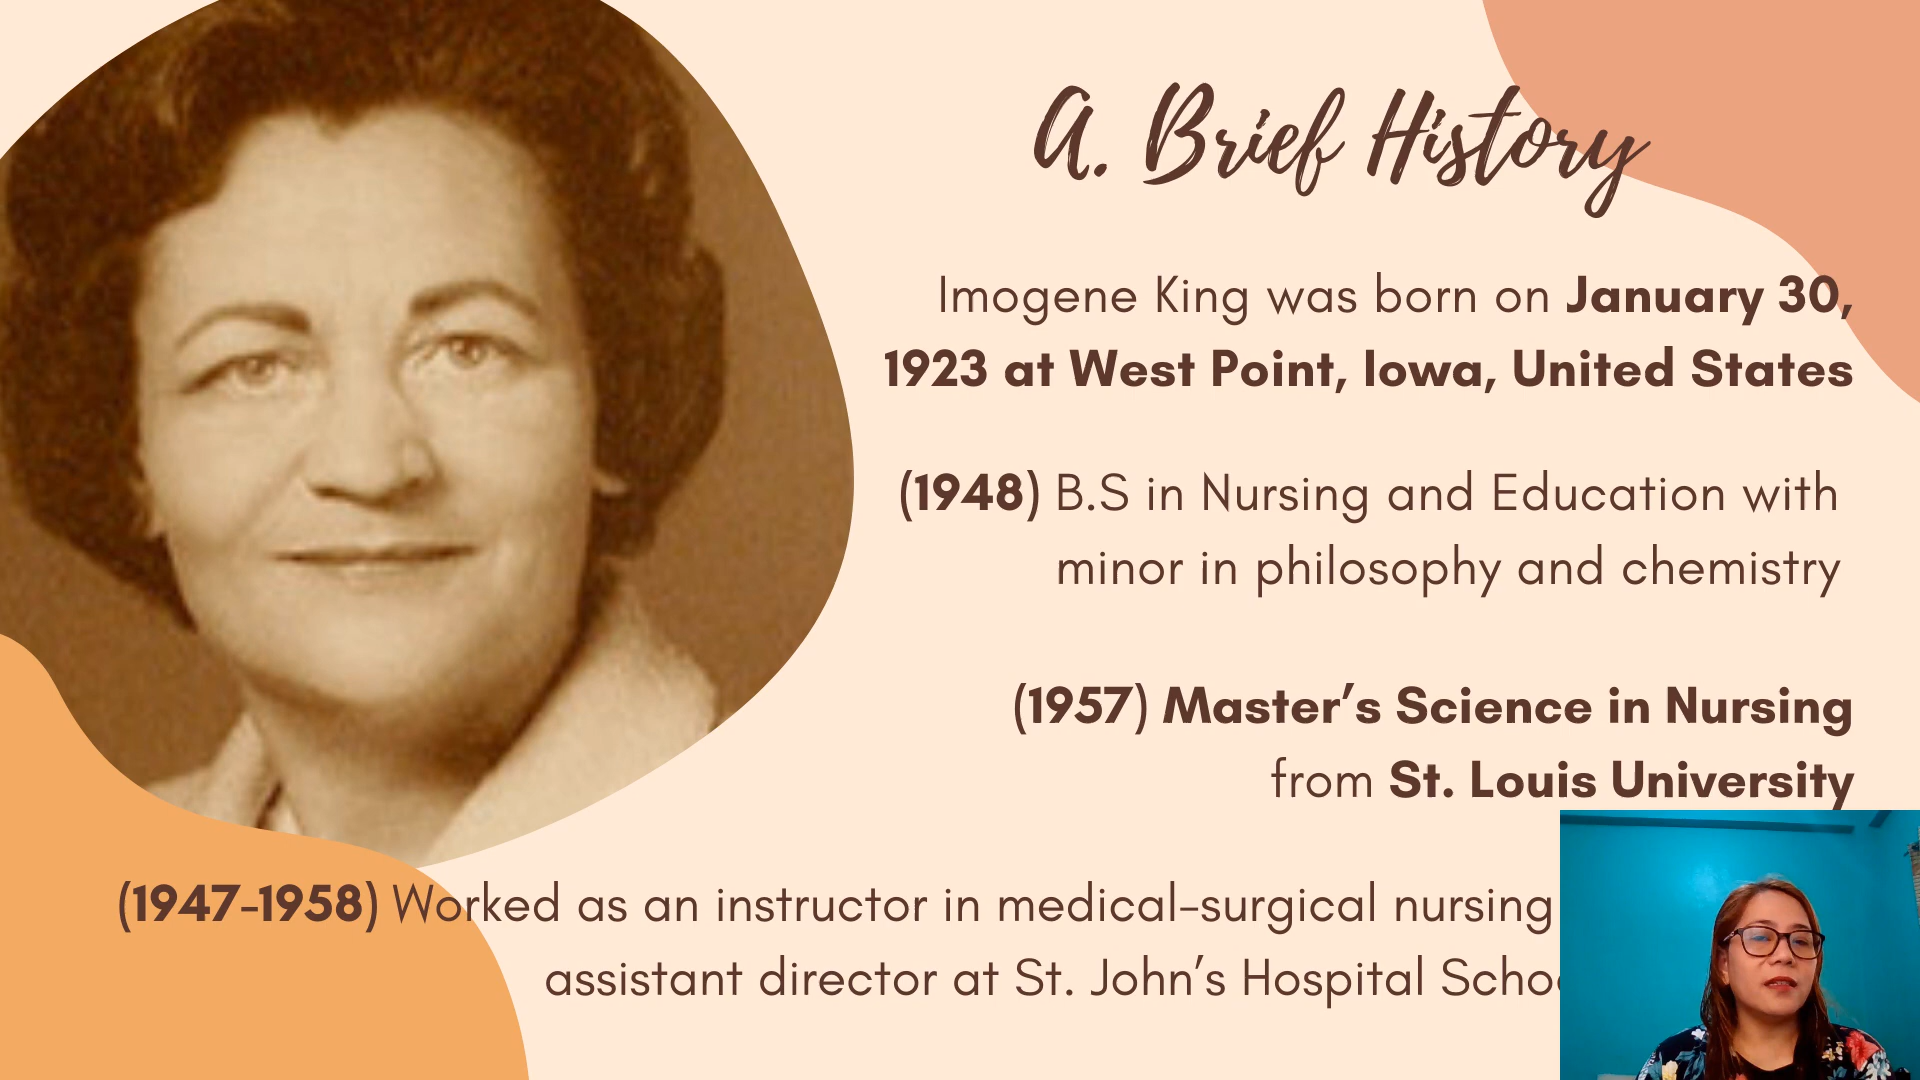 A. Brief History
Imogene King was born on January 30,
1923 at West Point, Iowa, United States
(1948) B.S in Nursing and Education with
minor in philosophy and chemistry
(1957) Master’s Science in Nursing
from St. Louis University
(1947-1958) Worked as an instructor in medical-surgical nursing
assistant director at St. John’s Hospital